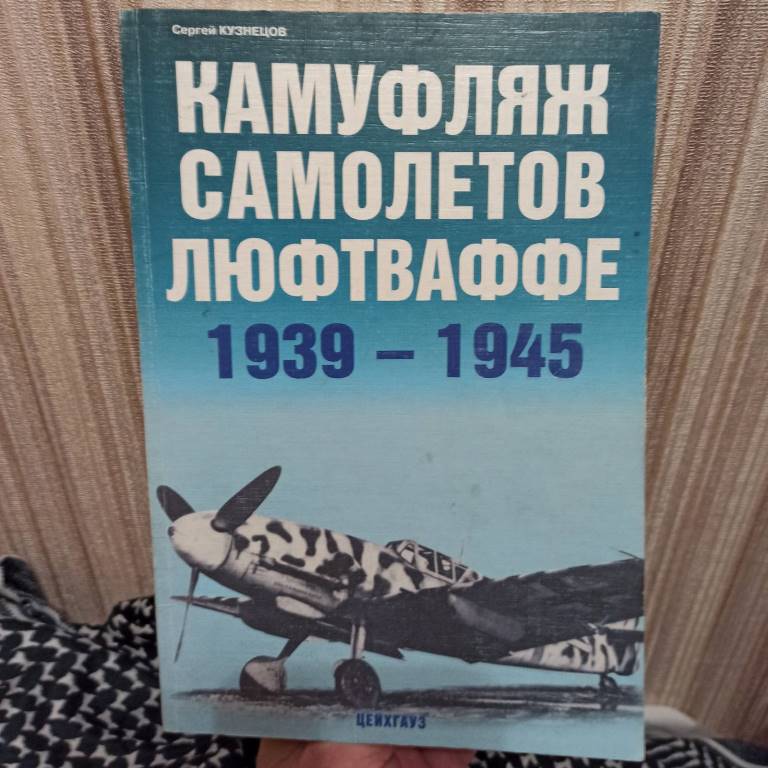 Сергей КУЗНЕЦОВ
КАМУФЛЯЖ
САМОЛЕТОВ
ЛЮФТВАФФЕ
1939 – 1945
ЦЕЙХГАУЗ